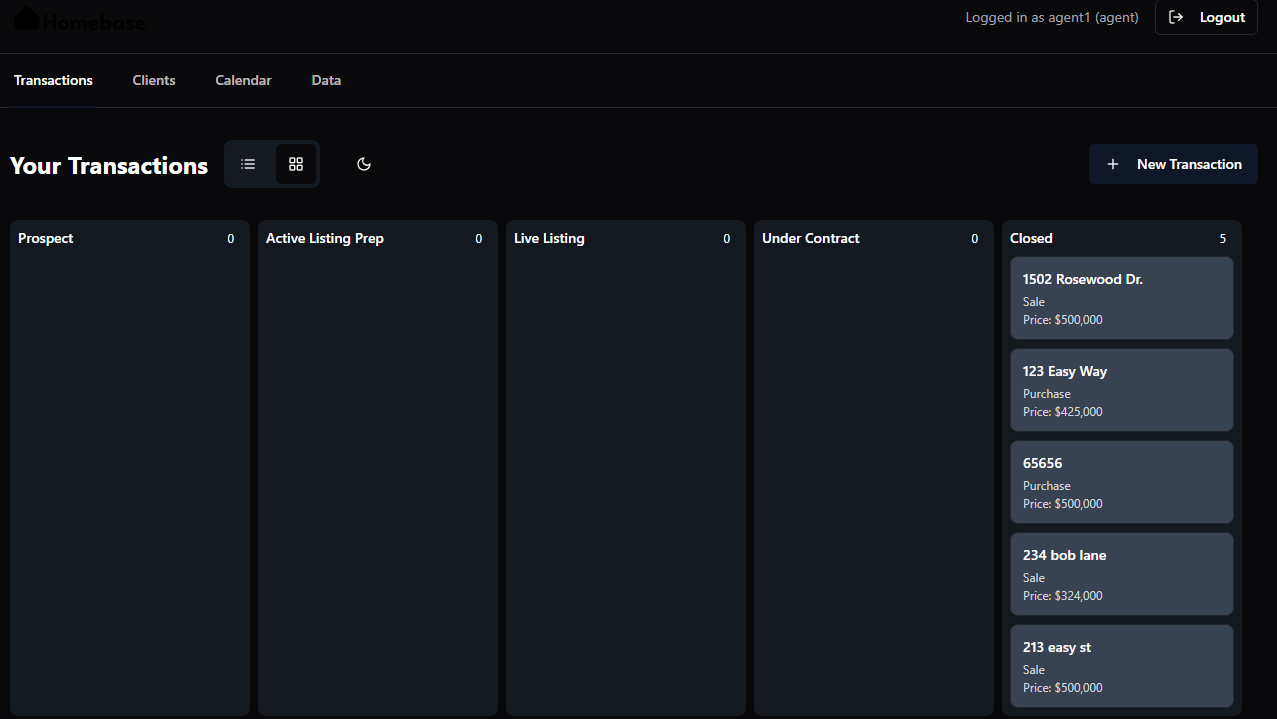 Homebase
Logged in as agent1 (agent)
Logout
Transactions
Clients
Calendar
Data
Your Transactions
New Transaction
Prospect 0
Active Listing Prep 0
Live Listing 0
Under Contract 0
Closed 5
1502 Rosewood Dr.
Sale
Price: $500,000
123 Easy Way
Purchase
Price: $425,000
65656
Purchase
Price: $500,000
234 bob lane
Sale
Price: $324,000
213 easy st
Sale
Price: $500,000